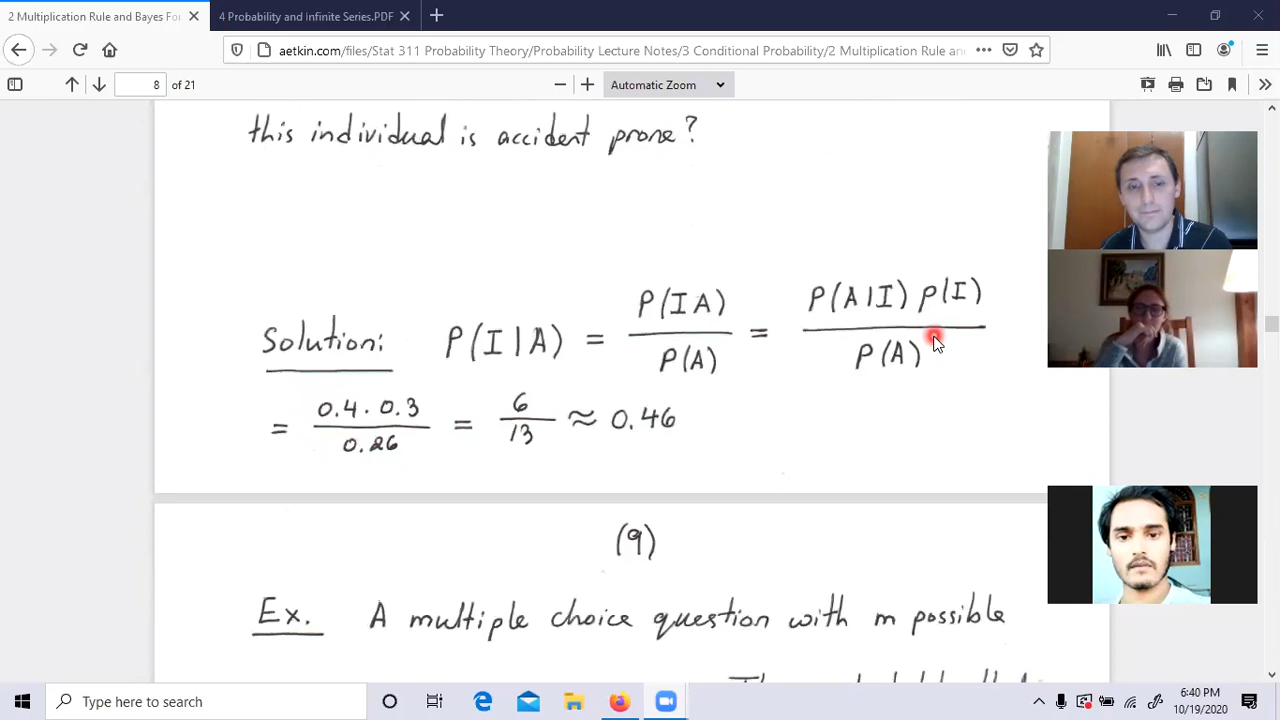 2 Multiplication Rule and Bayes For
4 Probability and Infinite Series.PDF
aetkin.com/files/Stat 311 Probability Theory/Probability Lecture Notes/3 Conditional Probability/2 Multiplication Rule and
8 of 21
Automatic Zoom
this individual is accident prone?
Solution: P(I|A) = P(IA) / P(A) = P(A|I) P(I) / P(A)
= 0.4 · 0.3 / 0.26 = 6 / 13 ≈ 0.46
(9)
Ex. A multiple choice question with m possible
Type here to search
6:40 PM
10/19/2020